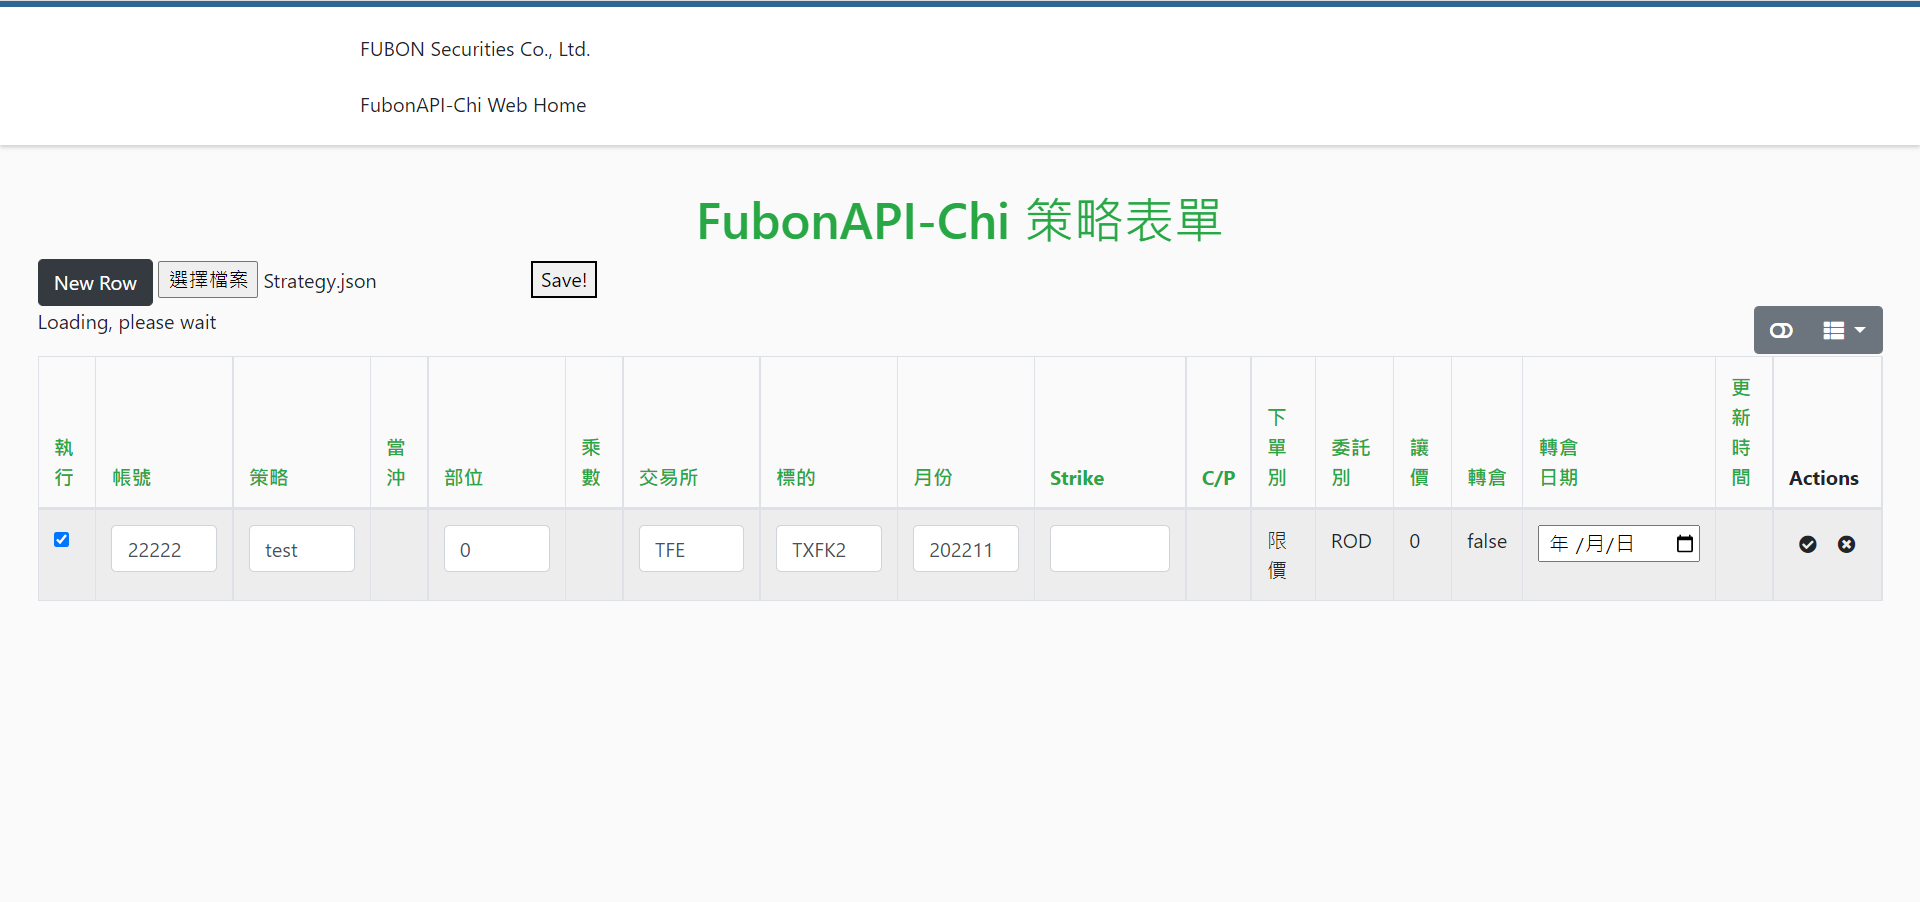 FUBON Securities Co., Ltd.
FubonAPI-Chi Web Home
FubonAPI-Chi 策略表單
New Row 選擇檔案 Strategy.json Save!
Loading, please wait
執行 帳號 策略 當沖 部位 乘數 交易所 標的 月份 Strike C/P 下單別 委託別 讓價 轉倉 轉倉日期 更新時間 Actions
22222 test 0 TFE TXFK2 202211 限價 ROD 0 false 年 /月/日